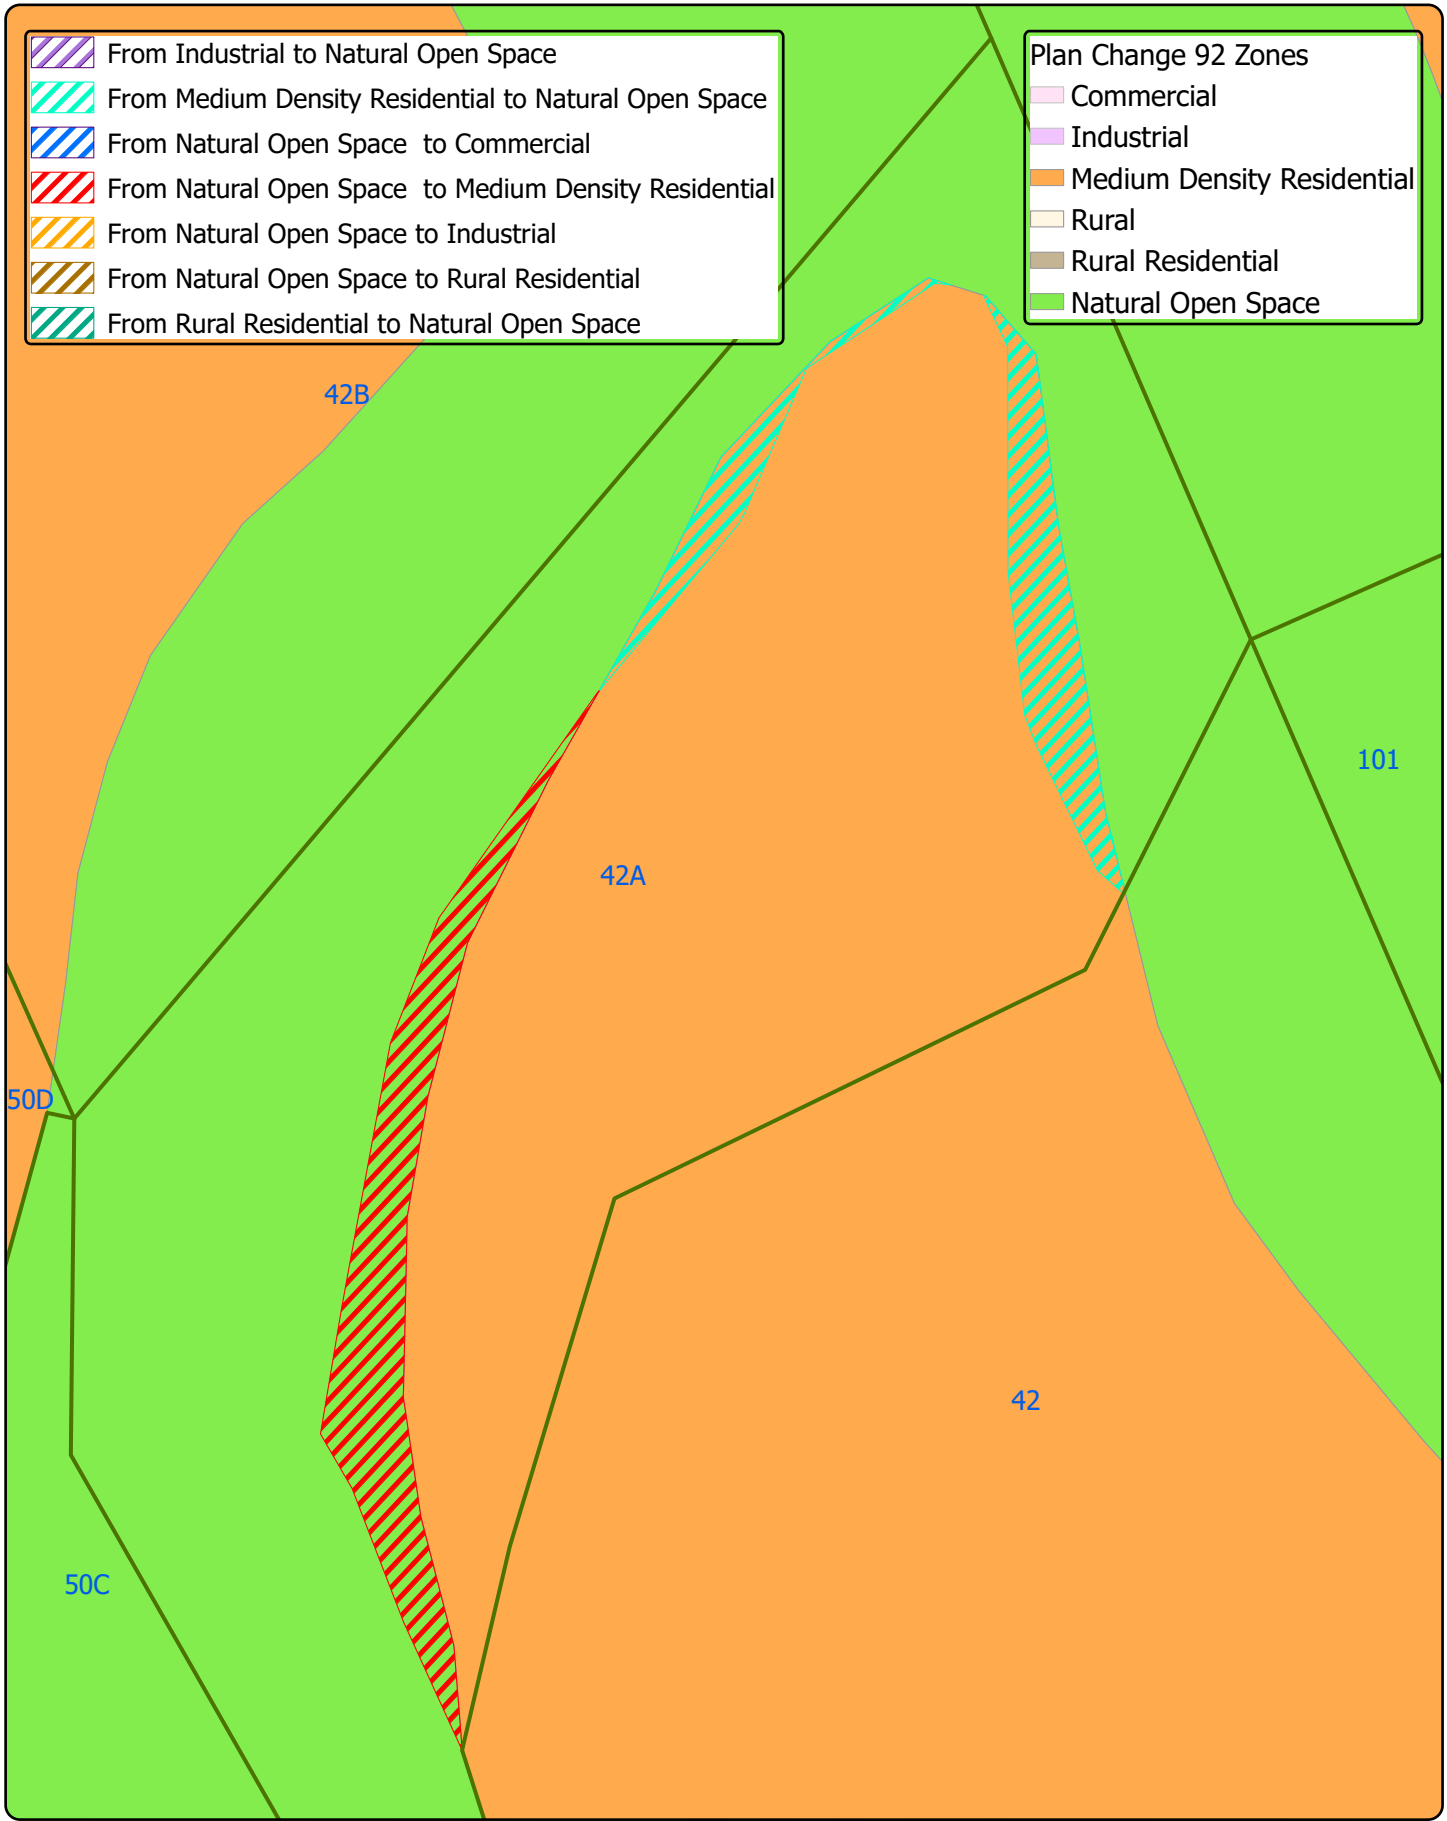 From Industrial to Natural Open Space
From Medium Density Residential to Natural Open Space
From Natural Open Space  to Commercial
From Natural Open Space  to Medium Density Residential
From Natural Open Space to Industrial
From Natural Open Space to Rural Residential
From Rural Residential to Natural Open Space
Plan Change 92 Zones
Commercial
Industrial
Medium Density Residential
Rural
Rural Residential
Natural Open Space
42B
101
42A
50D
42
50C